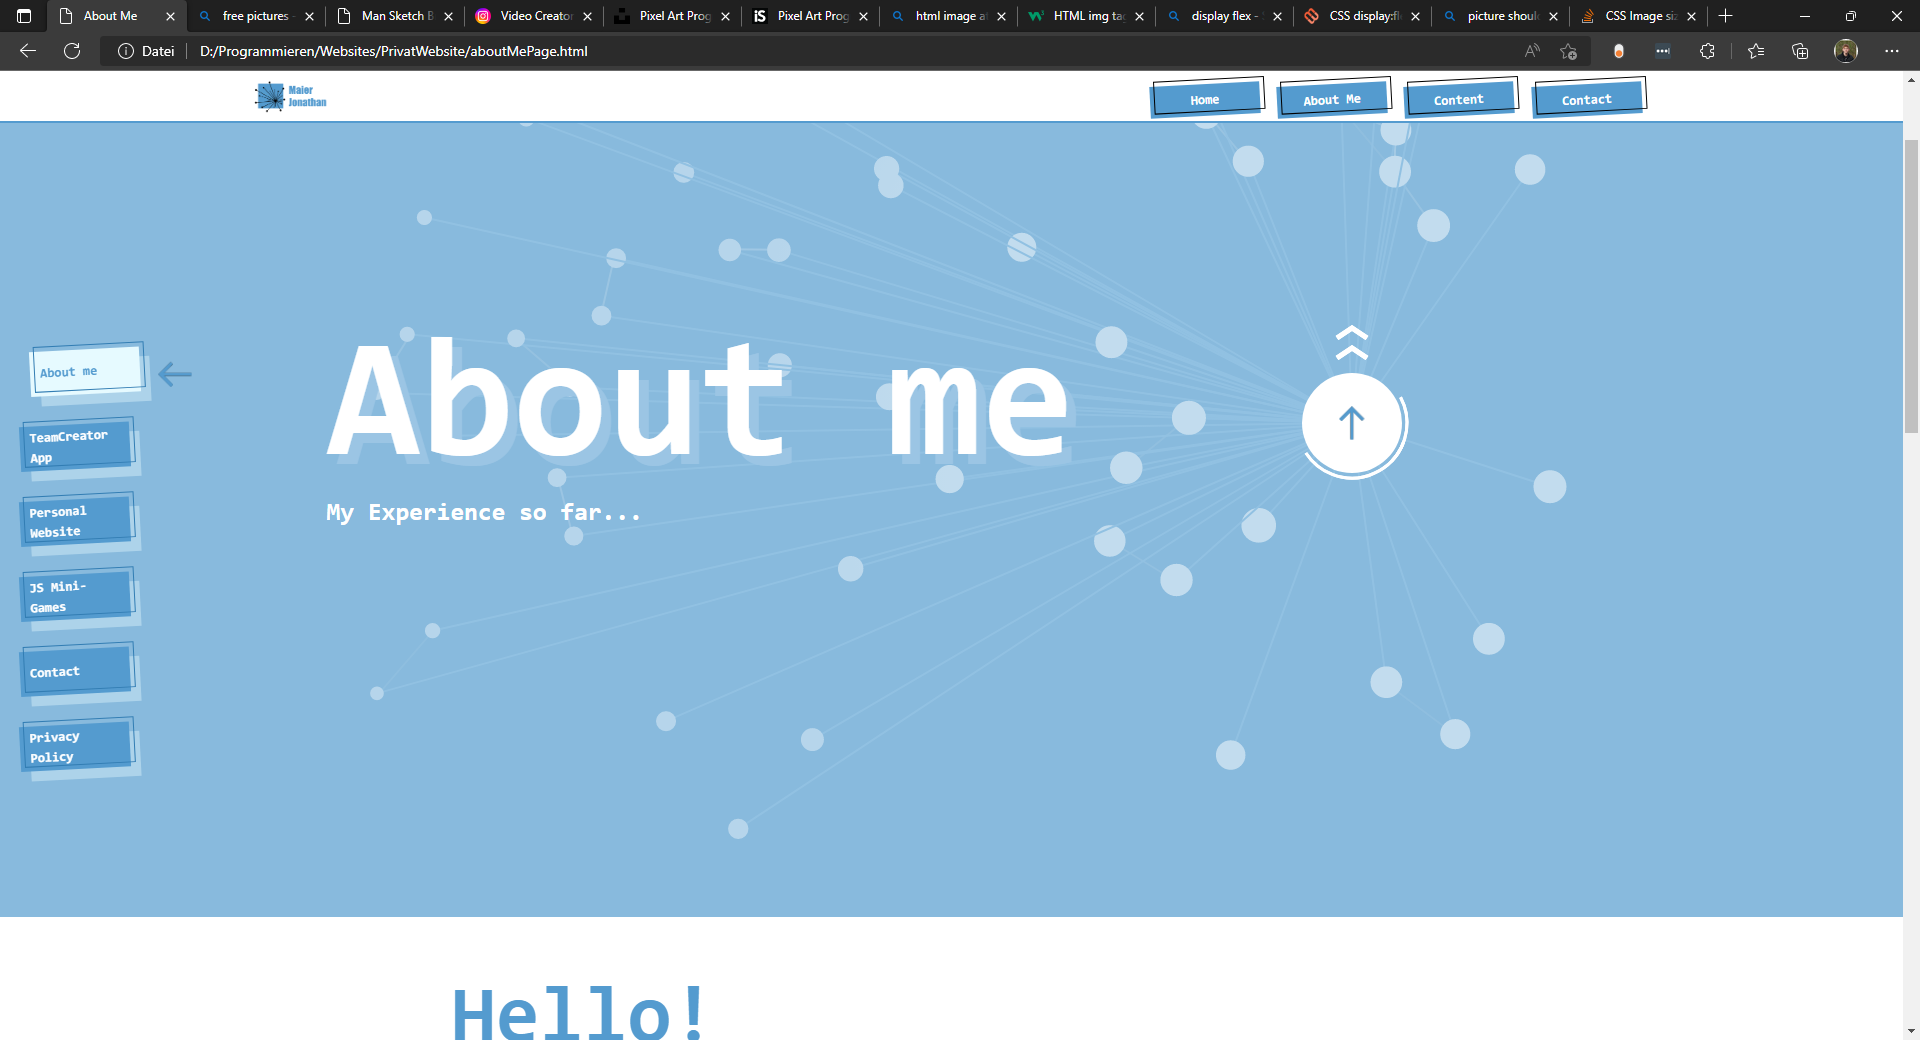 About Me
free pictures
Man Sketch B
Video Creator
Pixel Art Prog
iS
Pixel Art Prog
html image a
HTML img tag
display flex -
CSS display:fl
picture shoul
CSS Image si
Datei
D:/Programmieren/Websites/PrivatWebsite/aboutMePage.html
Maier
Jonathan
Home
About Me
Content
Contact
About me
TeamCreator
App
Personal
Website
JS Mini-
Games
Contact
Privacy
Policy
About me
My Experience so far...
Hello!